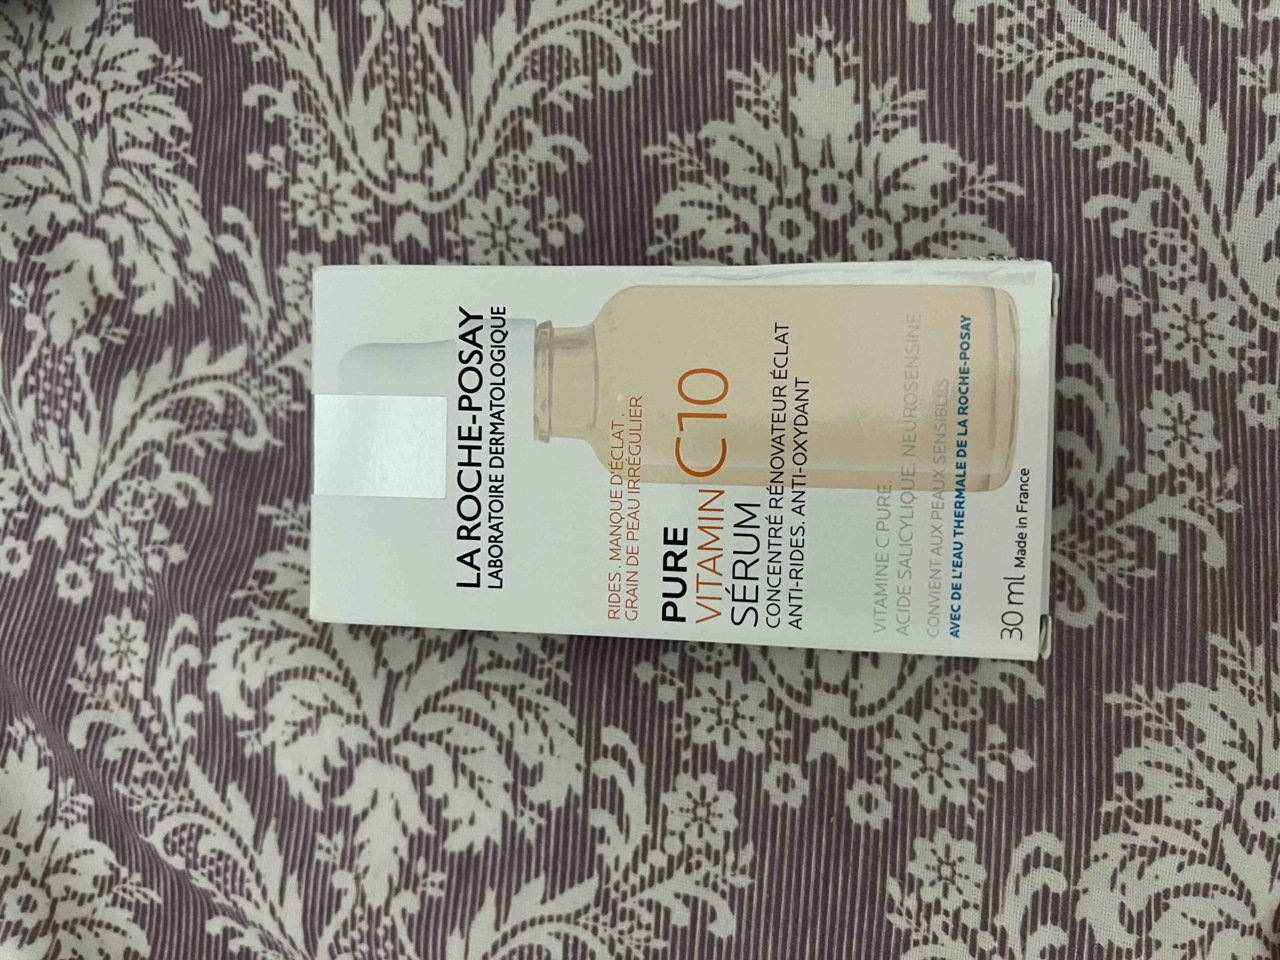 LA ROCHE-POSAY
LABORATOIRE DERMATOLOGIQUE
RIDES . MANQUE D'ÉCLAT .
GRAIN DE PEAU IRRÉGULIER
PURE
VITAMIN C10
SÉRUM
CONCENTRÉ RÉNOVATEUR ÉCLAT
ANTI-RIDES, ANTI-OXYDANT
VITAMINE C PURE,
ACIDE SALICYLIQUE, NEUROSENSINE
CONVIENT AUX PEAUX SENSIBLES
AVEC DE L'EAU THERMALE DE LA ROCHE-POSAY
30 ml Made in France